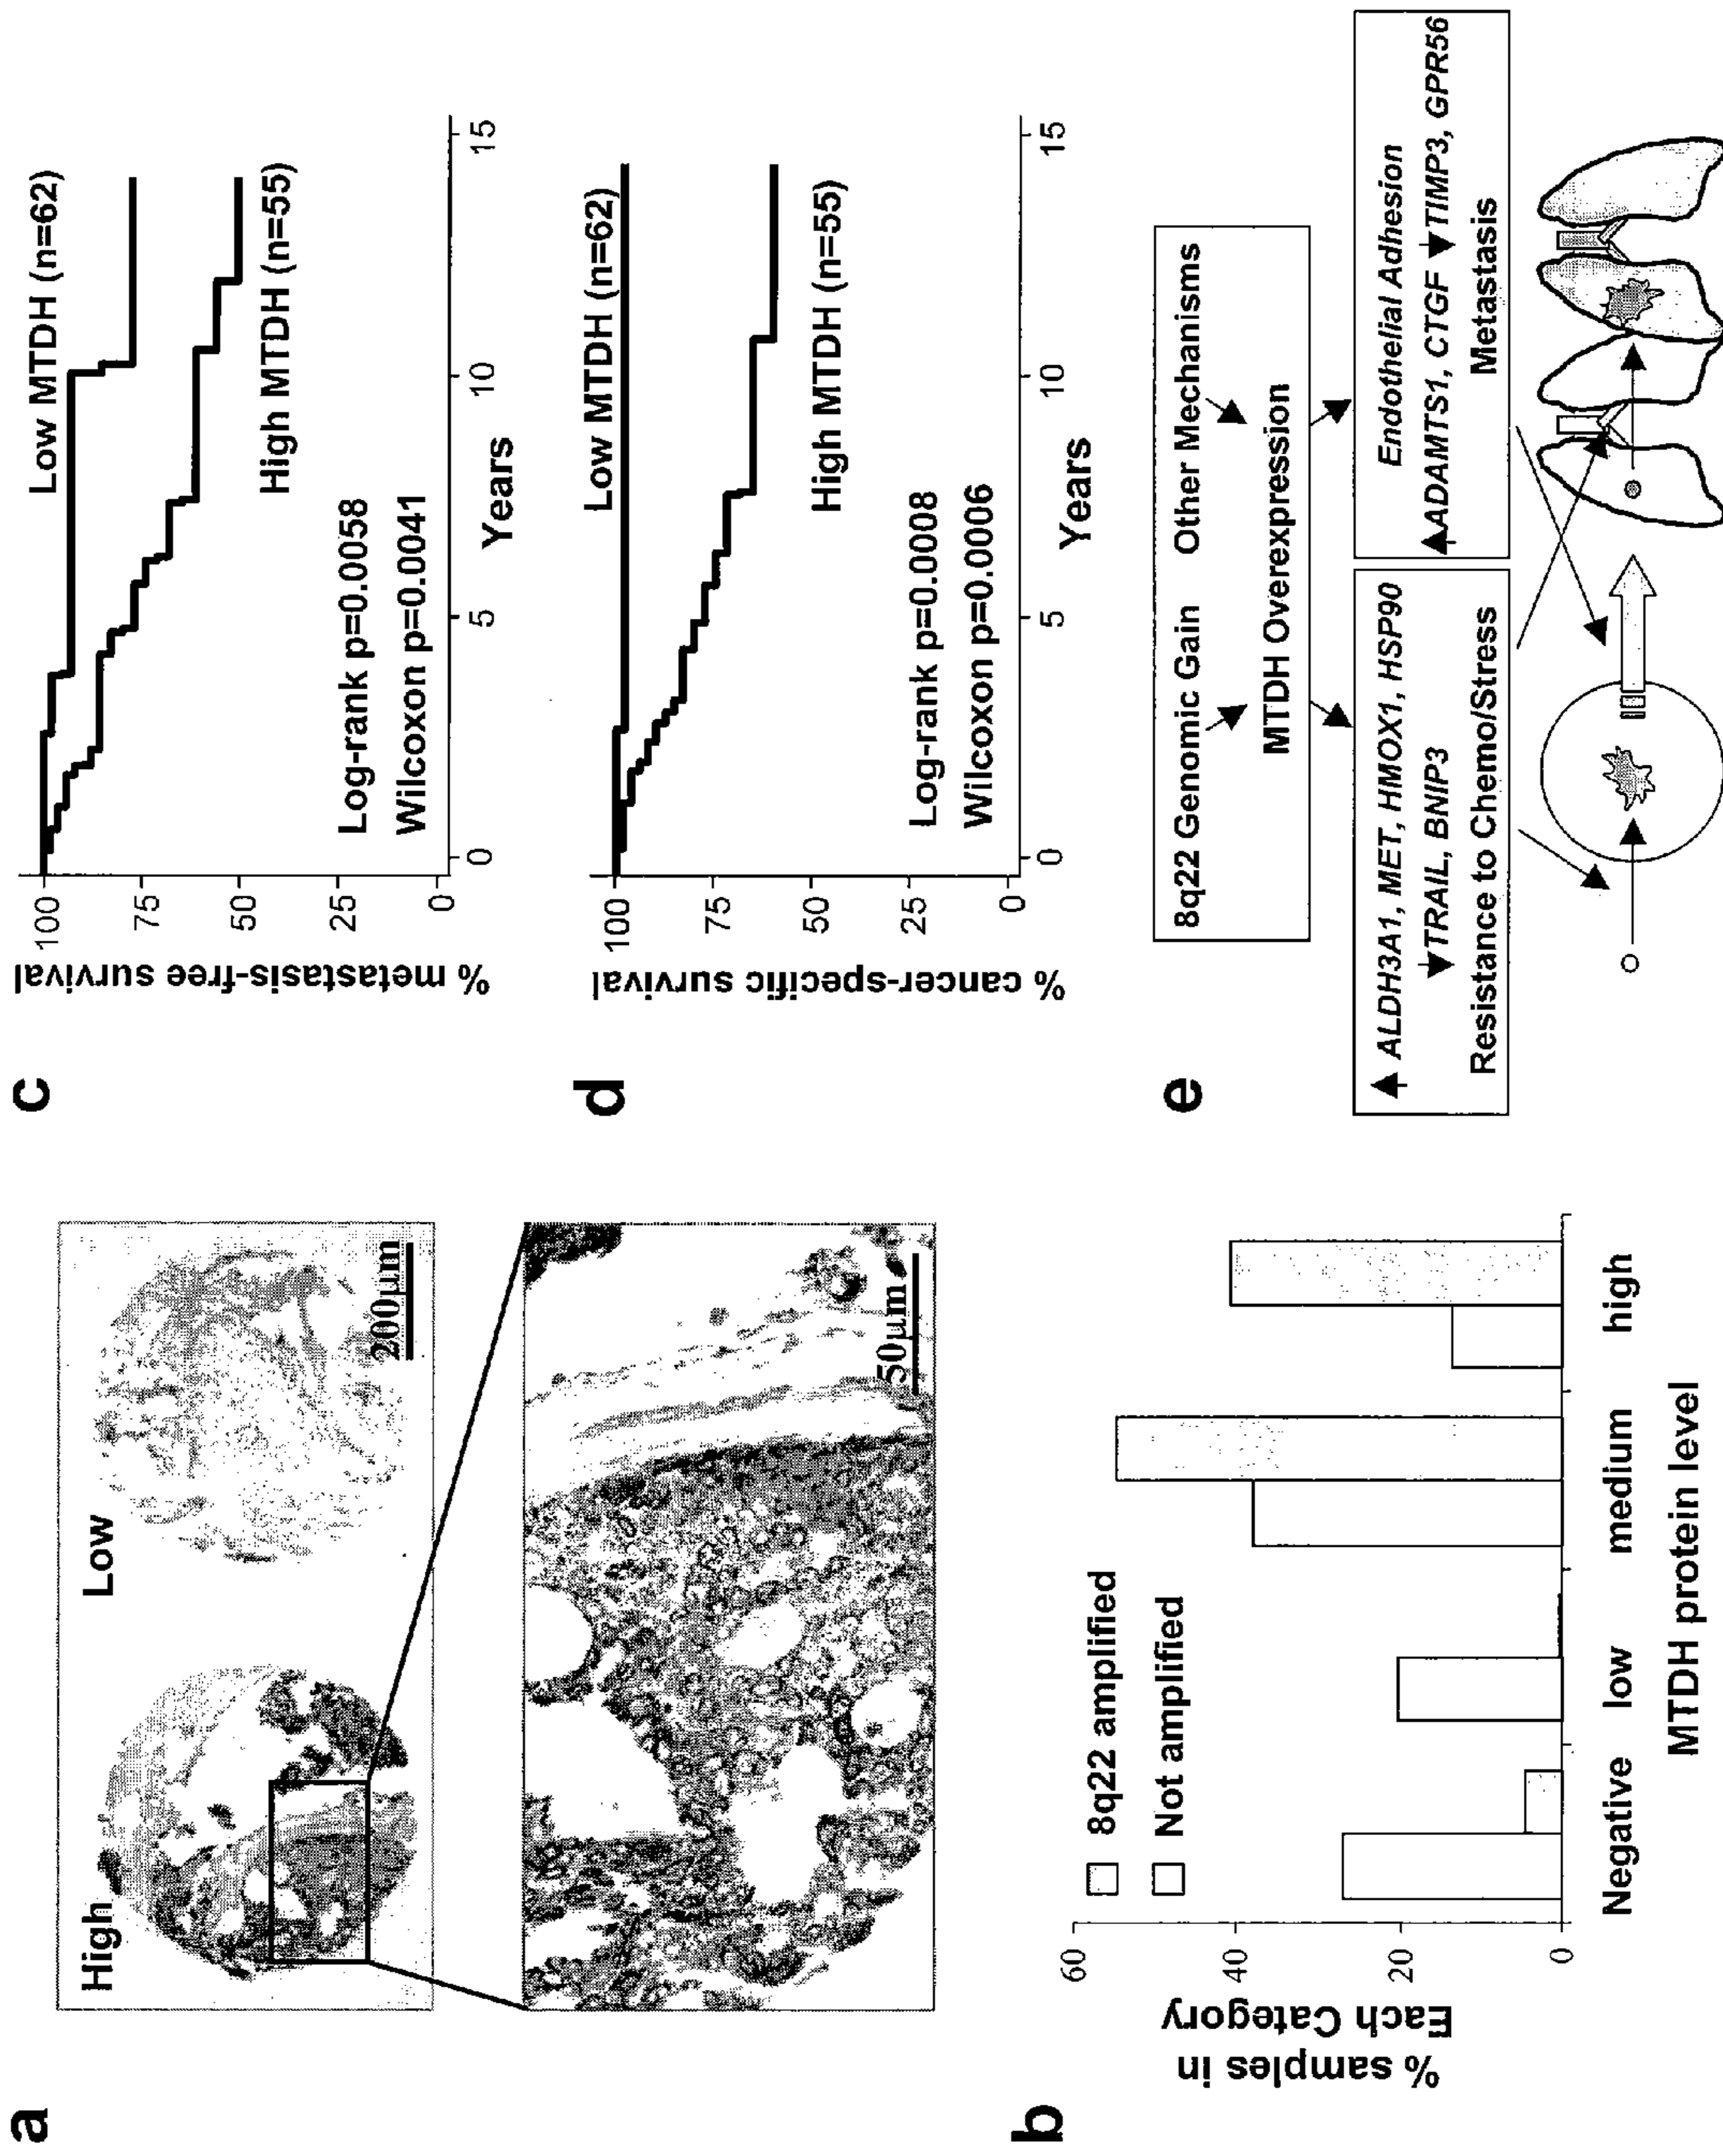 a
High
Low
200µm
50µm
b
% samples in
Each Category
60
40
20
0
8q22 amplified
Not amplified
Negative
low
medium
high
MTDH protein level
c
% metastasis-free survival
100
75
50
25
0
Low MTDH (n=62)
High MTDH (n=55)
Log-rank p=0.0058
Wilcoxon p=0.0041
0
5
10
15
Years
d
% cancer-specific survival
100
75
50
25
0
Low MTDH (n=62)
High MTDH (n=55)
Log-rank p=0.0008
Wilcoxon p=0.0006
0
5
10
15
Years
e
8q22 Genomic Gain Other Mechanisms
MTDH Overexpression
ALDH3A1, MET, HMOX1, HSP90
TRAIL, BNIP3
Resistance to Chemo/Stress
Endothelial Adhesion
ADAMTS1, CTGF TIMP3, GPR56
Metastasis